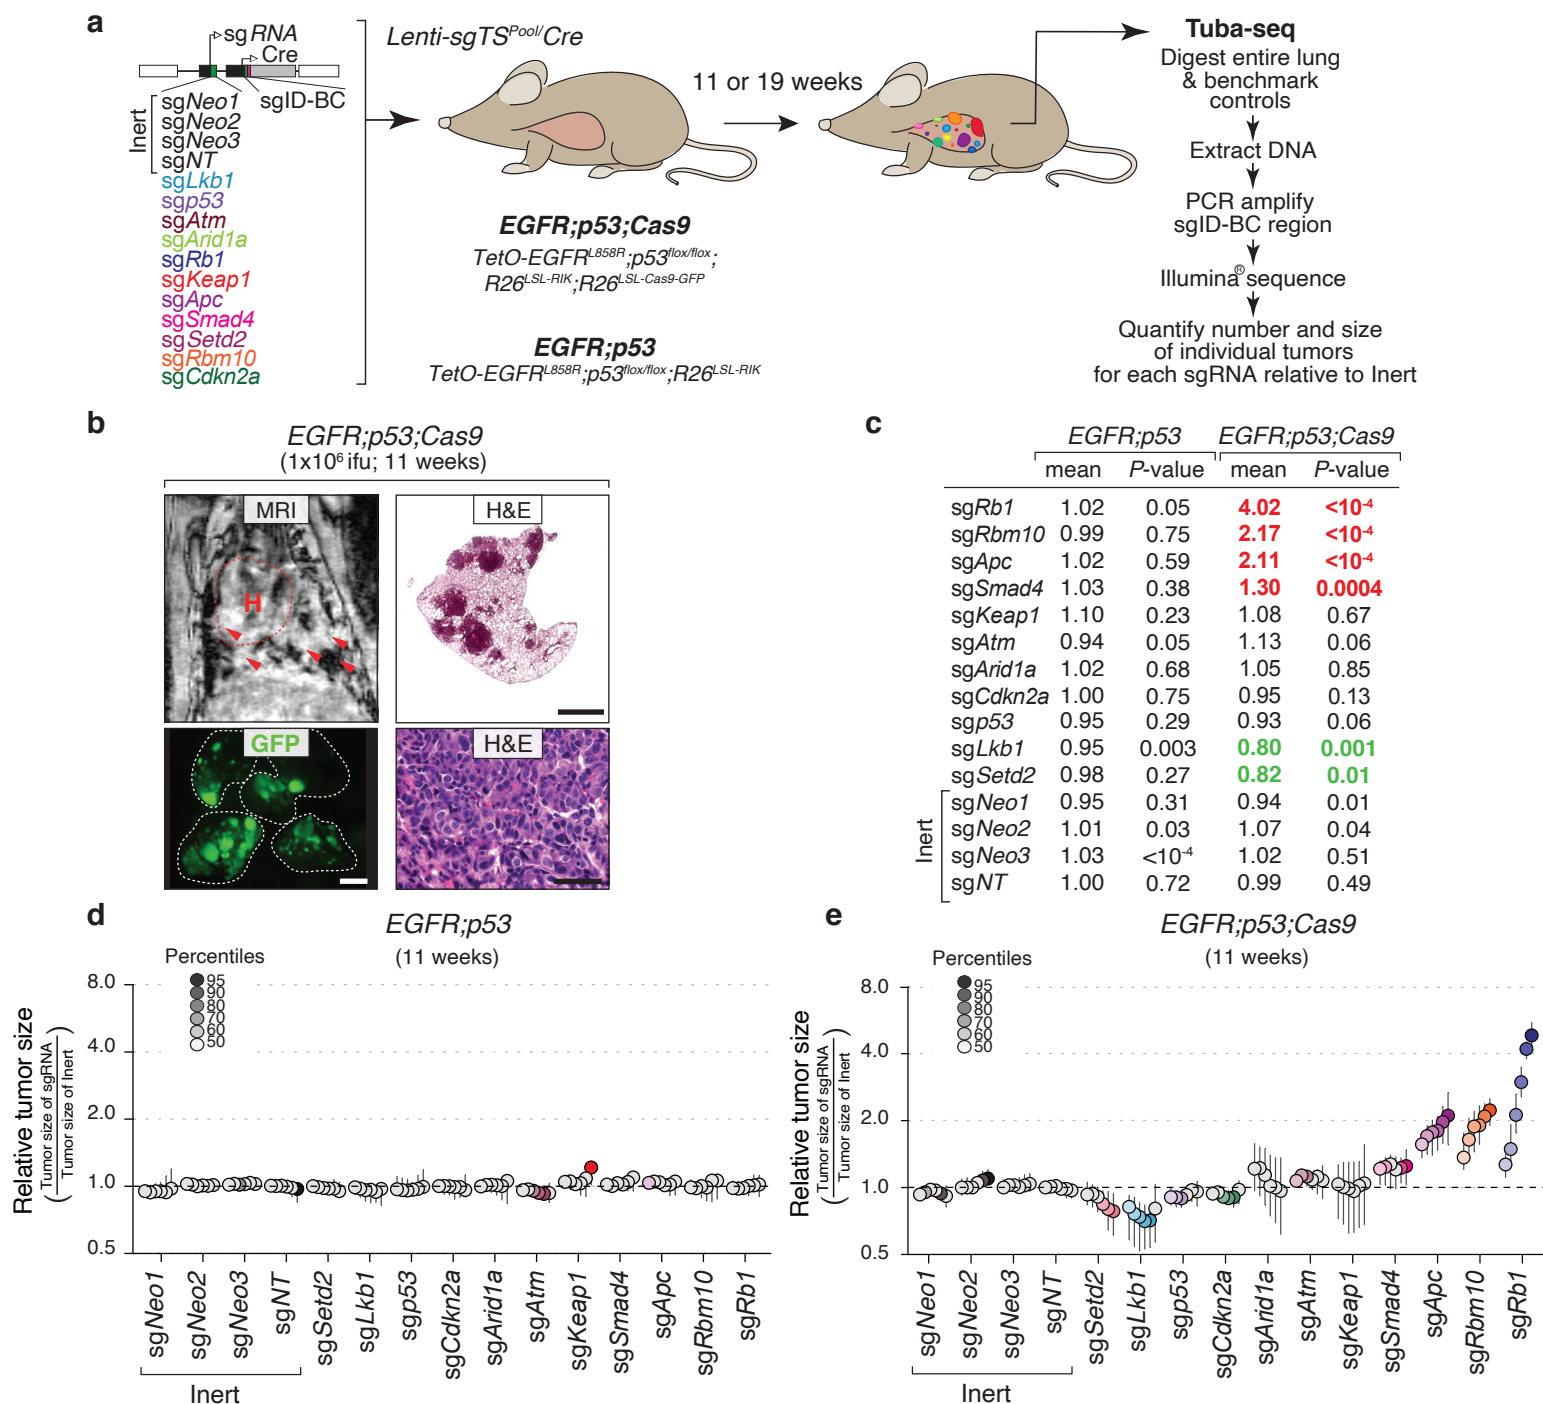 a
sgRNA
Cre
sgID-BC
Inert
sgNeo1
sgNeo2
sgNeo3
sgNT
sgLkb1
sgp53
sgAtm
sgArid1a
sgRb1
sgKeap1
sgApc
sgSmad4
sgSetd2
sgRbm10
sgCdkn2a
Lenti-sgTS^Pool/Cre
11 or 19 weeks
EGFR;p53;Cas9
TetO-EGFR^L858R;p53^flox/flox;
R26^LSL-RIK;R26^LSL-Cas9-GFP
EGFR;p53
TetO-EGFR^L858R;p53^flox/flox;R26^LSL-RIK
Tuba-seq
Digest entire lung
& benchmark
controls
Extract DNA
PCR amplify
sgID-BC region
Illumina® sequence
Quantify number and size
of individual tumors
for each sgRNA relative to Inert
b
EGFR;p53;Cas9
(1x10⁶ ifu; 11 weeks)
MRI
H
H&E
GFP
H&E
c
EGFR;p53 EGFR;p53;Cas9
mean P-value mean P-value
sgRb1 1.02 0.05 4.02 <10⁻⁴
sgRbm10 0.99 0.75 2.17 <10⁻⁴
sgApc 1.02 0.59 2.11 <10⁻⁴
sgSmad4 1.03 0.38 1.30 0.0004
sgKeap1 1.10 0.23 1.08 0.67
sgAtm 0.94 0.05 1.13 0.06
sgArid1a 1.02 0.68 1.05 0.85
sgCdkn2a 1.00 0.75 0.95 0.13
sgp53 0.95 0.29 0.93 0.06
sgLkb1 0.95 0.003 0.80 0.001
sgSetd2 0.98 0.27 0.82 0.01
Inert
sgNeo1 0.95 0.31 0.94 0.01
sgNeo2 1.01 0.03 1.07 0.04
sgNeo3 1.03 <10⁻⁴ 1.02 0.51
sgNT 1.00 0.72 0.99 0.49
d
EGFR;p53
(11 weeks)
Percentiles
95
90
80
70
60
50
Relative tumor size
(Tumor size of sgRNA
Tumor size of Inert)
8.0
4.0
2.0
1.0
0.5
sgNeo1
sgNeo2
sgNeo3
sgNT
sgSetd2
sgLkb1
sgp53
sgCdkn2a
sgArid1a
sgAtm
sgKeap1
sgSmad4
sgApc
sgRbm10
sgRb1
Inert
e
EGFR;p53;Cas9
(11 weeks)
Percentiles
95
90
80
70
60
50
Relative tumor size
(Tumor size of sgRNA
Tumor size of Inert)
8.0
4.0
2.0
1.0
0.5
sgNeo1
sgNeo2
sgNeo3
sgNT
sgSetd2
sgLkb1
sgp53
sgCdkn2a
sgArid1a
sgAtm
sgKeap1
sgSmad4
sgApc
sgRbm10
sgRb1
Inert